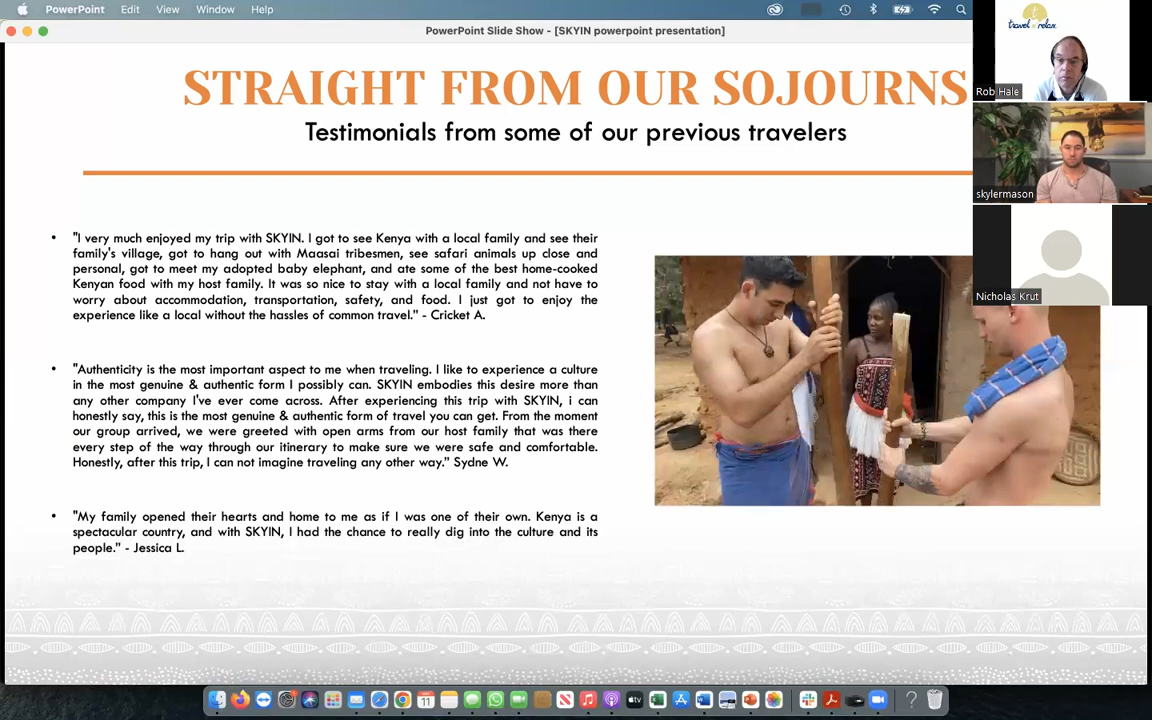 PowerPoint Edit View Window Help
PowerPoint Slide Show - [SKYIN powerpoint presentation]
travel n relax
Rob Hale
skylermason
Nicholas Krut
STRAIGHT FROM OUR SOJOURNS
Testimonials from some of our previous travelers
• "I very much enjoyed my trip with SKYIN. I got to see Kenya with a local family and see their
family's village, got to hang out with Maasai tribesmen, see safari animals up close and
personal, got to meet my adopted baby elephant, and ate some of the best home-cooked
Kenyan food with my host family. It was so nice to stay with a local family and not have to
worry about accommodation, transportation, safety, and food. I just got to enjoy the
experience like a local without the hassles of common travel." - Cricket A.
• "Authenticity is the most important aspect to me when traveling. I like to experience a culture
in the most genuine & authentic form I possibly can. SKYIN embodies this desire more than
any other company I've ever come across. After experiencing this trip with SKYIN, i can
honestly say, this is the most genuine & authentic form of travel you can get. From the moment
our group arrived, we were greeted with open arms from our host family that was there
every step of the way through our itinerary to make sure we were safe and comfortable.
Honestly, after this trip, I can not imagine traveling any other way." Sydne W.
• "My family opened their hearts and home to me as if I was one of their own. Kenya is a
spectacular country, and with SKYIN, I had the chance to really dig into the culture and its
people." - Jessica L.
11
tv